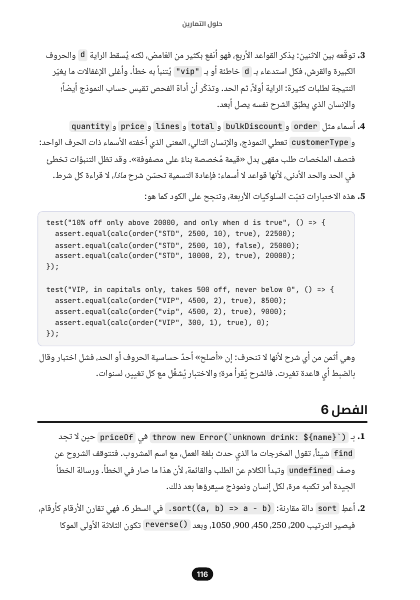 حلول التمارين
3. توقّعه بين الاثنين: يذكر القواعد الأربع، فهو أنفع بكثير من الغامض، لكنه يُسقط الراية d والحروف
الكبيرة والقرش، فكل استدعاء بـ d خاطئة أو بـ "vip" يُتنبأ به خطأ. وأغلى الإغفالات ما يغيّر
النتيجة لطلبات كثيرة: الراية أولاً، ثم الحد. وتذكّر أن أداة الفحص تقيس حساب النموذج أيضاً؛
والإنسان الذي يطبّق الشرح نفسه يصل أبعد.
4. أسماء مثل order و bulkDiscount و total و lines و price و quantity
و customerType تعطي النموذج، والإنسان التالي، المعنى الذي أخفته الأسماء ذات الحرف الواحد:
فتصف الملخصات طلب مقهى بدل «قيمة مُخصصة بناءً على مصفوفة». وقد تظل التنبؤات تخطئ
في الحد والحد الأدنى، لأنها قواعد لا أسماء: فإعادة التسمية تحسّن شرح ماذا، لا قراءة كل شرط.
5. هذه الاختبارات تثبّت السلوكيات الأربعة، وتنجح على الكود كما هو:
test("10% off only above 20000, and only when d is true", () => {
assert.equal(calc(order("STD", 2500, 10), true), 22500);
assert.equal(calc(order("STD", 2500, 10), false), 25000);
assert.equal(calc(order("STD", 10000, 2), true), 20000);
});
test("VIP, in capitals only, takes 500 off, never below 0", () => {
assert.equal(calc(order("VIP", 4500, 2), true), 8500);
assert.equal(calc(order("vip", 4500, 2), true), 9000);
assert.equal(calc(order("VIP", 300, 1), true), 0);
});
وهي أثمن من أي شرح لأنها لا تنحرف: إن «أصلح» أحدٌ حساسية الحروف أو الحد، فشل اختبار وقال
بالضبط أي قاعدة تغيرت. فالشرح يُقرأ مرة؛ والاختبار يُشغَّل مع كل تغيير، لسنوات.
الفصل 6
1. بـ throw new Error(`unknown drink: ${name}`) في priceOf حين لا تجد
find شيئاً، تقول المخرجات ما الذي حدث بلغة العمل، مع اسم المشروب. فتتوقف الشروح عن
وصف undefined وتبدأ الكلام عن الطلب والقائمة، لأن هذا ما صار في الخطأ. ورسالة الخطأ
الجيدة أمر تكتبه مرة، لكل إنسان ونموذج سيقرؤها بعد ذلك.
2. أعطِ sort دالة مقارنة: .sort((a, b) => a - b) في السطر 6. فهي تقارن الأرقام كأرقام،
فيصير الترتيب 200، 250، 450، 900، 1050، وبعد reverse() تكون الثلاثة الأولى الموكا
116